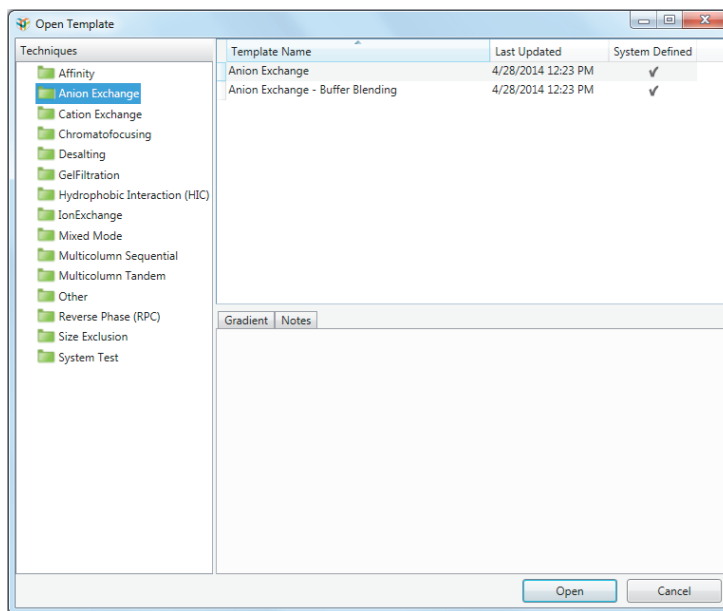 Open Template
Techniques
Affinity
Anion Exchange
Cation Exchange
Chromatofocusing
Desalting
GelFiltration
Hydrophobic Interaction (HIC)
IonExchange
Mixed Mode
Multicolumn Sequential
Multicolumn Tandem
Other
Reverse Phase (RPC)
Size Exclusion
System Test
Template Name Last Updated System Defined
Anion Exchange 4/28/2014 12:23 PM ✔
Anion Exchange - Buffer Blending 4/28/2014 12:23 PM ✔
Gradient Notes
Open Cancel